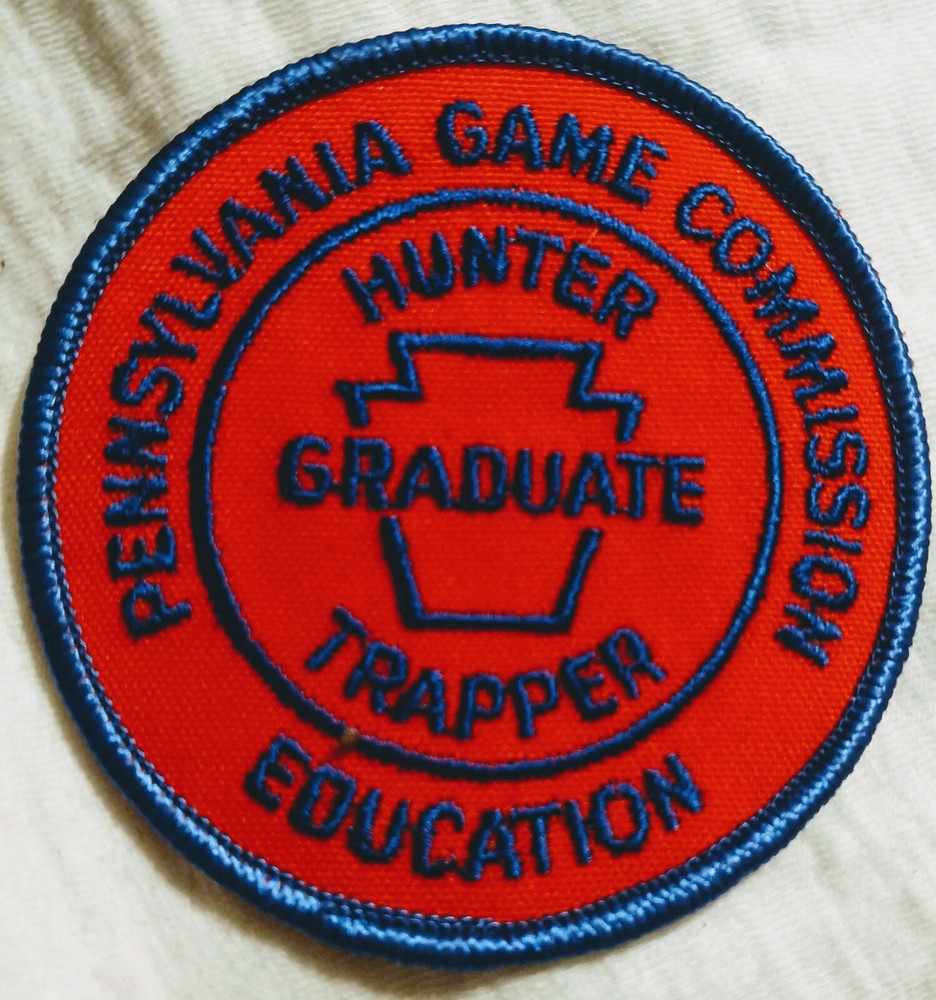 PENNSYLVANIA GAME COMMISSION
HUNTER
GRADUATE
TRAPPER
EDUCATION